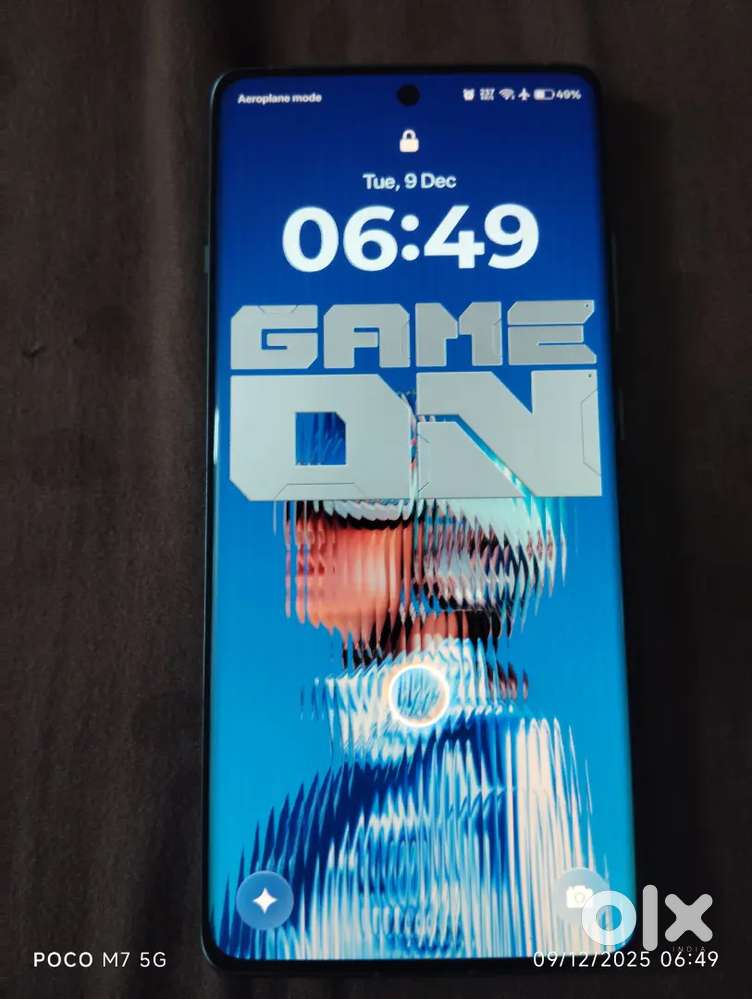 Aeroplane mode 49%
Tue, 9 Dec
06:49
GAME
ON
olx
INDIA
POCO M7 5G 09/12/2025 06:49